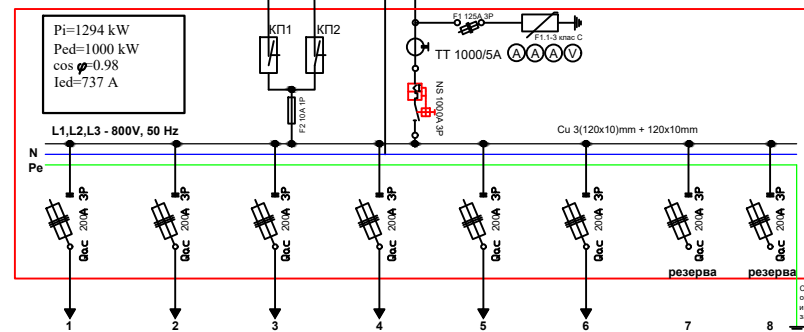 Pi=1294 kW
Ped=1000 kW
cos φ=0.98
Ied=737 A
КП1
КП2
F2 10A 1P
F1 125A 3P
F1.1-3 клас C
TT 1000/5A
A A A V
NS 1000A 3P
L1,L2,L3 - 800V, 50 Hz
Cu 3(120x10)mm + 120x10mm
N
Pe
Qac 200A 3P
Qac 200A 3P
Qac 200A 3P
Qac 200A 3P
Qac 200A 3P
Qac 200A 3P
Qac 200A 3P
Qac 200A 3P
резерва
резерва
1 2 3 4 5 6 7 8